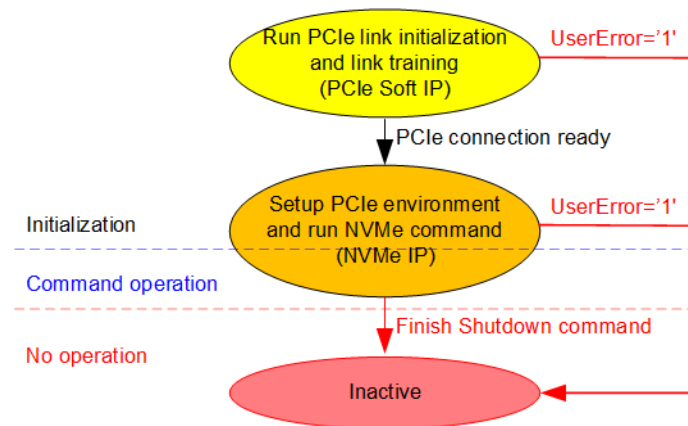 Run PCIe link initialization
and link training
(PCIe Soft IP)
UserError='1'
PCIe connection ready
Setup PCIe environment
and run NVMe command
(NVMe IP)
UserError='1'
Initialization
Command operation
Finish Shutdown command
No operation
Inactive